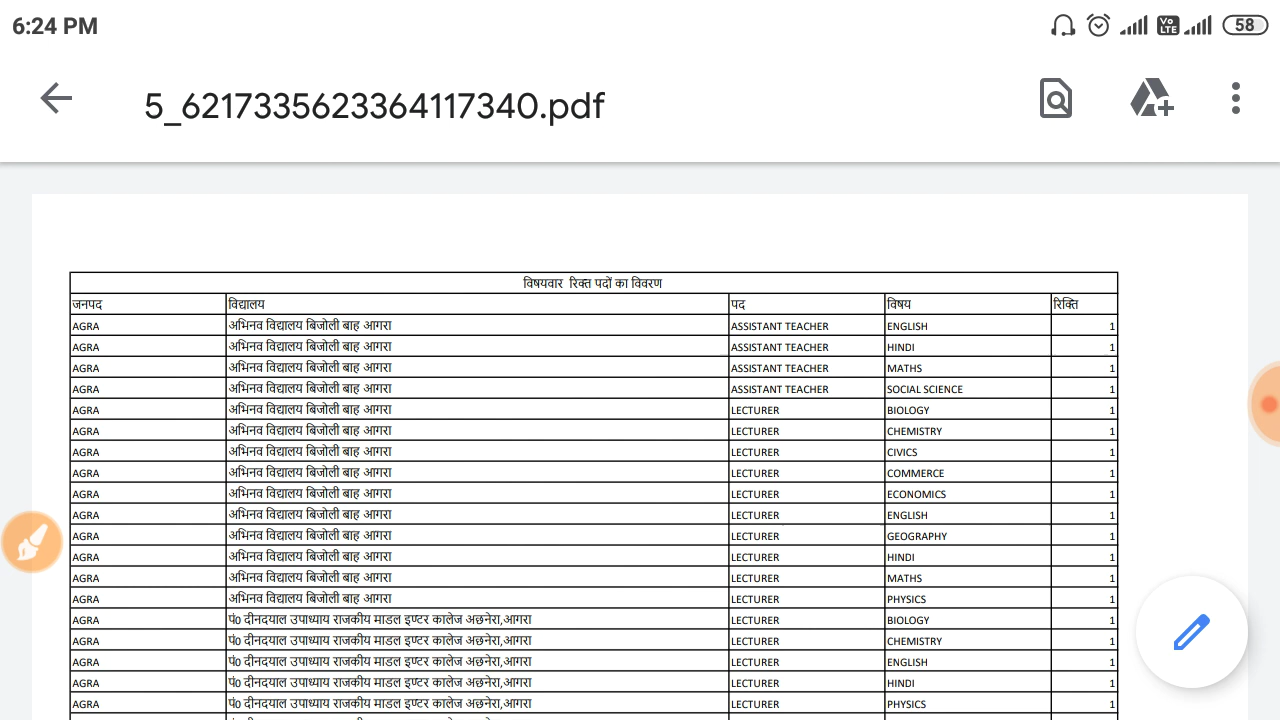 6:24 PM Vo LTE 58
5_6217335623364117340.pdf
विषयवार रिक्त पदों का विवरण
जनपद विद्यालय पद विषय रिक्ति
AGRA अभिनव विद्यालय बिजोली बाह आगरा ASSISTANT TEACHER ENGLISH 1
AGRA अभिनव विद्यालय बिजोली बाह आगरा ASSISTANT TEACHER HINDI 1
AGRA अभिनव विद्यालय बिजोली बाह आगरा ASSISTANT TEACHER MATHS 1
AGRA अभिनव विद्यालय बिजोली बाह आगरा ASSISTANT TEACHER SOCIAL SCIENCE 1
AGRA अभिनव विद्यालय बिजोली बाह आगरा LECTURER BIOLOGY 1
AGRA अभिनव विद्यालय बिजोली बाह आगरा LECTURER CHEMISTRY 1
AGRA अभिनव विद्यालय बिजोली बाह आगरा LECTURER CIVICS 1
AGRA अभिनव विद्यालय बिजोली बाह आगरा LECTURER COMMERCE 1
AGRA अभिनव विद्यालय बिजोली बाह आगरा LECTURER ECONOMICS 1
AGRA अभिनव विद्यालय बिजोली बाह आगरा LECTURER ENGLISH 1
AGRA अभिनव विद्यालय बिजोली बाह आगरा LECTURER GEOGRAPHY 1
AGRA अभिनव विद्यालय बिजोली बाह आगरा LECTURER HINDI 1
AGRA अभिनव विद्यालय बिजोली बाह आगरा LECTURER MATHS 1
AGRA अभिनव विद्यालय बिजोली बाह आगरा LECTURER PHYSICS 1
AGRA पं0 दीनदयाल उपाध्याय राजकीय माडल इण्टर कालेज अछनेरा,आगरा LECTURER BIOLOGY 1
AGRA पं0 दीनदयाल उपाध्याय राजकीय माडल इण्टर कालेज अछनेरा,आगरा LECTURER CHEMISTRY 1
AGRA पं0 दीनदयाल उपाध्याय राजकीय माडल इण्टर कालेज अछनेरा,आगरा LECTURER ENGLISH 1
AGRA पं0 दीनदयाल उपाध्याय राजकीय माडल इण्टर कालेज अछनेरा,आगरा LECTURER HINDI 1
AGRA पं0 दीनदयाल उपाध्याय राजकीय माडल इण्टर कालेज अछनेरा,आगरा LECTURER PHYSICS 1